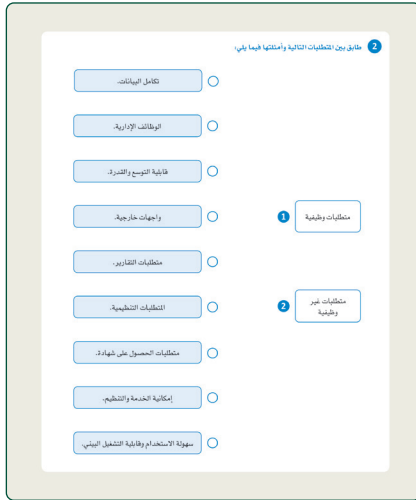 2 طابق بين المتطلبات التالية وأمثلتها فيما يلي:
تكامل البيانات.
الوظائف الإدارية.
قابلية التوسع والقدرة.
متطلبات وظيفية 1
واجهات خارجية.
متطلبات التقارير.
متطلبات غير
وظيفية 2
المتطلبات التنظيمية.
متطلبات الحصول على شهادة.
إمكانية الخدمة والتنظيم.
سهولة الاستخدام وقابلية التشغيل البيني.